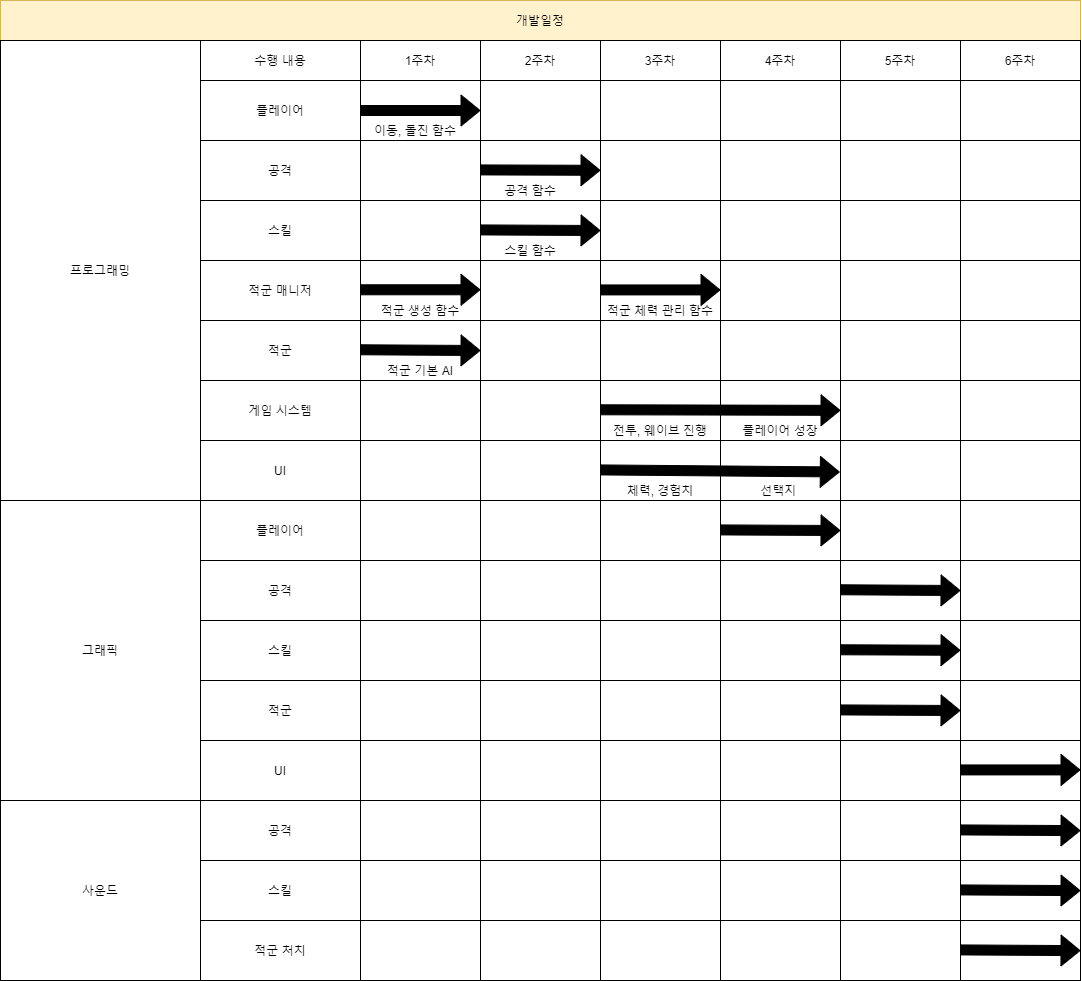 개발일정
수행 내용 1주차 2주차 3주차 4주차 5주차 6주차
프로그래밍
플레이어
이동, 돌진 함수
공격
공격 함수
스킬
스킬 함수
적군 매니저
적군 생성 함수 적군 체력 관리 함수
적군
적군 기본 AI
게임 시스템
전투, 웨이브 진행 플레이어 성장
UI
체력, 경험치 선택지
그래픽
플레이어
공격
스킬
적군
UI
사운드
공격
스킬
적군 처치